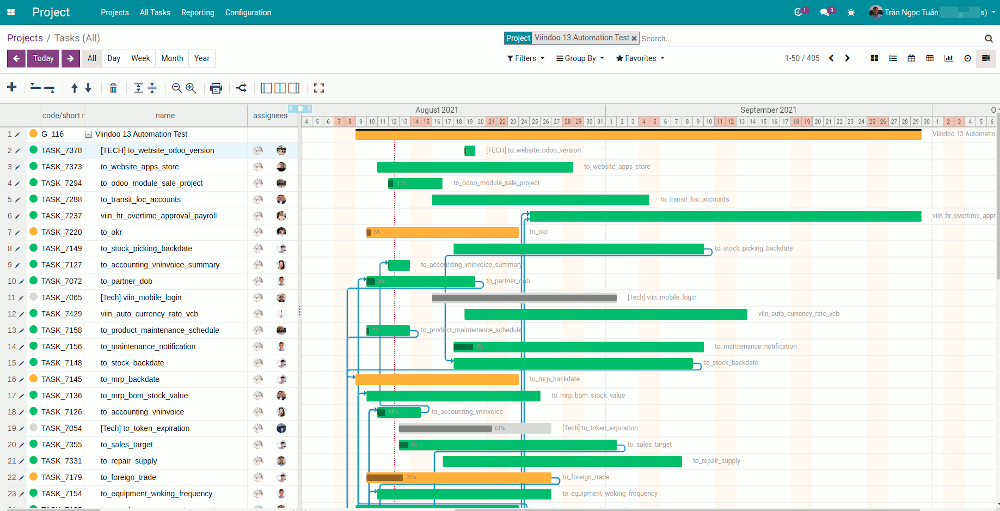 Project Projects All Tasks Reporting Configuration 1 3 Trần Ngọc Tuấn s)
Projects / Tasks (All) Project Viindoo 13 Automation Test × Search...
Today All Day Week Month Year Filters Group By Favorites 1-50 / 405
August 2021 September 2021 O
code/short r name assignees 4 5 6 7 8 9 10 11 12 13 14 15 16 17 18 19 20 21 22 23 24 25 26 27 28 29 30 31 1 2 3 4 5 6 7 8 9 10 11 12 13 14 15 16 17 18 19 20 21 22 23 24 25 26 27 28 29 30 1 2 3 4 5 6
1 G_116 Viindoo 13 Automation Test Viindoo 13 Auto
2 TASK_7378 [TECH] to_website_odoo_version [TECH] to_website_odoo_version
3 TASK_7373 to_website_apps_store to_website_apps_store
4 TASK_7294 to_odoo_module_sale_project to_odoo_module_sale_project
5 TASK_7288 to_transit_loc_accounts to_transit_loc_accounts
6 TASK_7237 viin_hr_overtime_approval_payroll viin_hr_overtime_appr
7 TASK_7220 to_okr to_okr
8 TASK_7149 to_stock_picking_backdate to_stock_picking_backdate
9 TASK_7127 to_accounting_vninvoice_summary to_accounting_vninvoice_summary
10 TASK_7072 to_partner_dob to_partner_dob
11 TASK_7065 [Tech] viin_mobile_login [Tech] viin_mobile_login
12 TASK_7429 viin_auto_currency_rate_vcb viin_auto_currency_rate_vcb
13 TASK_7158 to_product_maintenance_schedule to_product_maintenance_schedule
14 TASK_7156 to_maintenance_notification to_maintenance_notification
15 TASK_7148 to_stock_backdate to_stock_backdate
16 TASK_7145 to_mrp_backdate to_mrp_backdate
17 TASK_7136 to_mrp_bom_stock_value to_mrp_bom_stock_value
18 TASK_7126 to_accounting_vninvoice to_accounting_vninvoice
19 TASK_7054 [Tech] to_token_expiration 61% [Tech] to_token_expiration
20 TASK_7355 to_sales_target to_sales_target
21 TASK_7331 to_repair_supply to_repair_supply
22 TASK_7179 to_foreign_trade to_foreign_trade
23 TASK_7154 to_equipment_woking_frequency to_equipment_woking_frequency